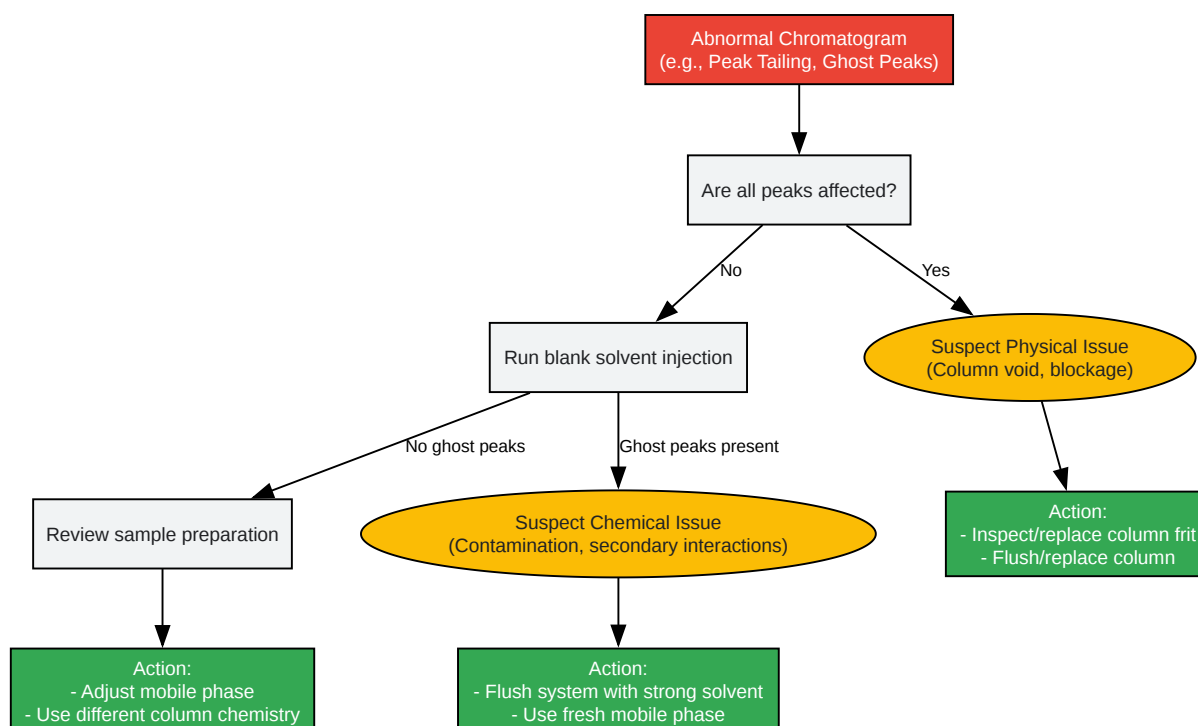 Abnormal Chromatogram
(e.g., Peak Tailing, Ghost Peaks)
Are all peaks affected?
No
Yes
Run blank solvent injection
Suspect Physical Issue
(Column void, blockage)
No ghost peaks
Ghost peaks present
Review sample preparation
Suspect Chemical Issue
(Contamination, secondary interactions)
Action:
- Inspect/replace column frit
- Flush/replace column
Action:
- Adjust mobile phase
- Use different column chemistry
Action:
- Flush system with strong solvent
- Use fresh mobile phase